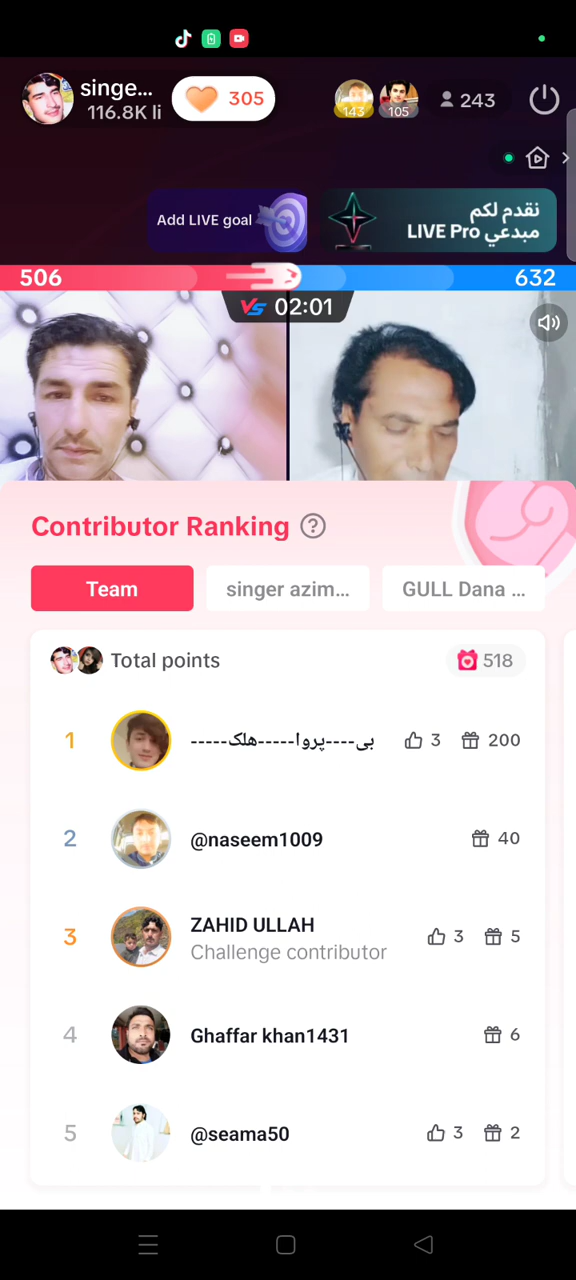 singe...
116.8K li
305
143
105
243
Add LIVE goal
نقدم لكم
مبدعي LIVE Pro
506
632
VS 02:01
Contributor Ranking ?
Team
singer azim...
GULL Dana ...
Total points
518
1
بی----پروا-----هلک-----
3
200
2
@naseem1009
40
3
ZAHID ULLAH
3
5
Challenge contributor
4
Ghaffar khan1431
6
5
@seama50
3
2